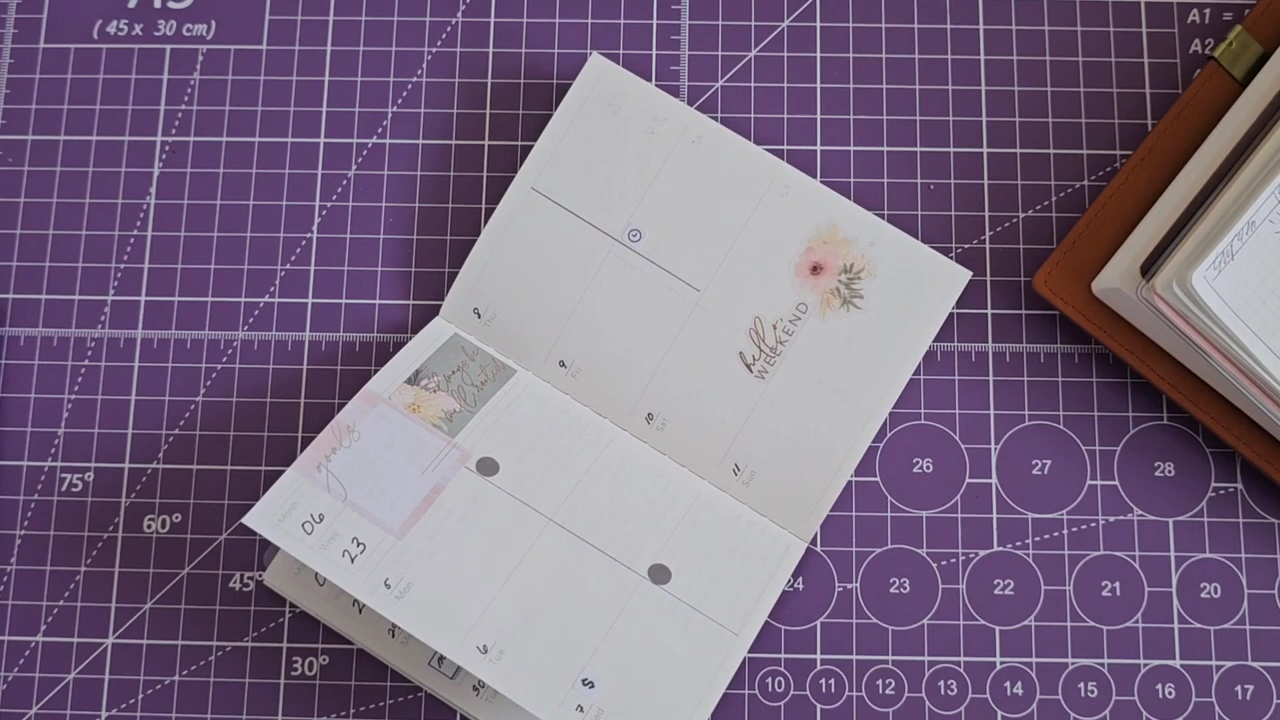 ( 45 x 30 cm)
A1 =
A2
75°
60°
45°
30°
26
27
28
24
23
22
21
20
10
11
12
13
14
15
16
17
goals
Month
06
Week
23
5
Mon
6
Tue
7
8
Thu
9
Fri
10
Sat
11
Sun
hello
WEEKEND